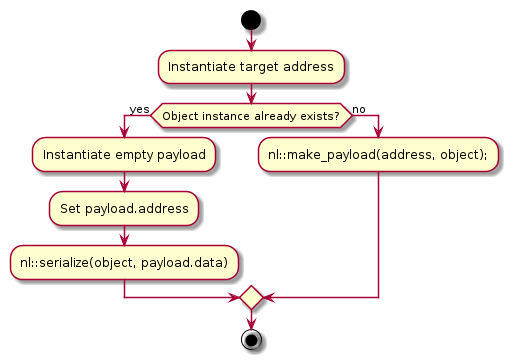 Instantiate target address
yes
Object instance already exists?
no
Instantiate empty payload
nl::make_payload(address, object);
Set payload.address
nl::serialize(object, payload.data)